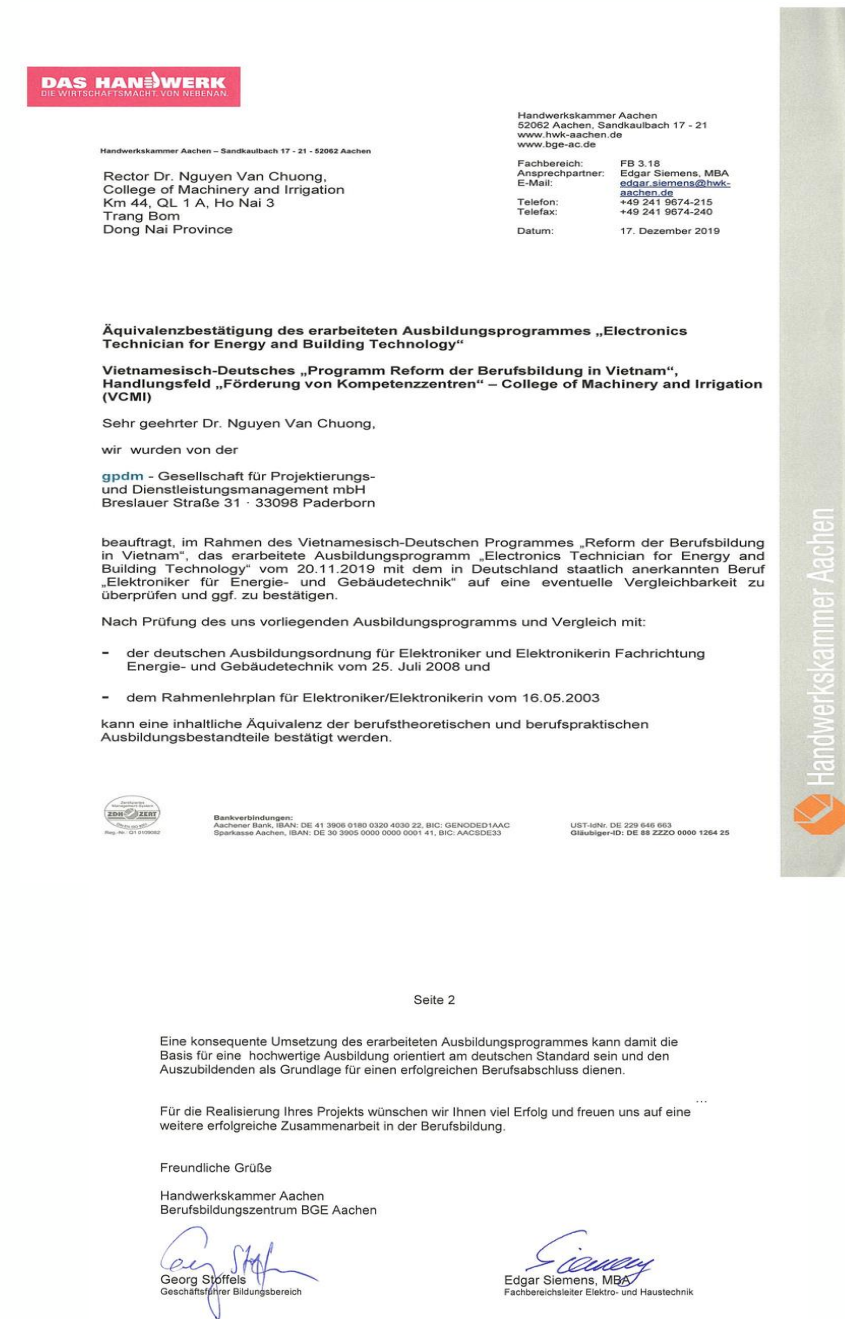 DAS HANDWERK
DIE WIRTSCHAFTSMACHT. VON NEBENAN.
Handwerkskammer Aachen
52062 Aachen, Sandkaulbach 17 - 21
www.hwk-aachen.de
www.bge-ac.de
Handwerkskammer Aachen – Sandkaulbach 17 - 21 - 52062 Aachen
Fachbereich: FB 3.18
Ansprechpartner: Edgar Siemens, MBA
E-Mail: edgar.siemens@hwk-
aachen.de
Telefon: +49 241 9674-215
Telefax: +49 241 9674-240
Datum: 17. Dezember 2019
Rector Dr. Nguyen Van Chuong,
College of Machinery and Irrigation
Km 44, QL 1 A, Ho Nai 3
Trang Bom
Dong Nai Province
Äquivalenzbestätigung des erarbeiteten Ausbildungsprogrammes „Electronics
Technician for Energy and Building Technology“
Vietnamesisch-Deutsches „Programm Reform der Berufsbildung in Vietnam“,
Handlungsfeld „Förderung von Kompetenzzentren“ – College of Machinery and Irrigation
(VCMI)
Sehr geehrter Dr. Nguyen Van Chuong,
wir wurden von der
gpdm - Gesellschaft für Projektierungs-
und Dienstleistungsmanagement mbH
Breslauer Straße 31 · 33098 Paderborn
beauftragt, im Rahmen des Vietnamesisch-Deutschen Programmes „Reform der Berufsbildung
in Vietnam“, das erarbeitete Ausbildungsprogramm „Electronics Technician for Energy and
Building Technology“ vom 20.11.2019 mit dem in Deutschland staatlich anerkannten Beruf
„Elektroniker für Energie- und Gebäudetechnik“ auf eine eventuelle Vergleichbarkeit zu
überprüfen und ggf. zu bestätigen.
Nach Prüfung des uns vorliegenden Ausbildungsprogramms und Vergleich mit:
- der deutschen Ausbildungsordnung für Elektroniker und Elektronikerin Fachrichtung
Energie- und Gebäudetechnik vom 25. Juli 2008 und
- dem Rahmenlehrplan für Elektroniker/Elektronikerin vom 16.05.2003
kann eine inhaltliche Äquivalenz der berufstheoretischen und berufspraktischen
Ausbildungsbestandteile bestätigt werden.
Handwerkskammer Aachen
ZDH ZERT
Bankverbindungen:
Aachener Bank, IBAN: DE 41 3906 0180 0320 4030 22, BIC: GENODED1AAC
Sparkasse Aachen, IBAN: DE 30 3905 0000 0000 0001 41, BIC: AACSDE33
UST-IdNr. DE 229 646 663
Gläubiger-ID: DE 88 ZZZO 0000 1264 25
Seite 2
Eine konsequente Umsetzung des erarbeiteten Ausbildungsprogrammes kann damit die
Basis für eine hochwertige Ausbildung orientiert am deutschen Standard sein und den
Auszubildenden als Grundlage für einen erfolgreichen Berufsabschluss dienen.
...
Für die Realisierung Ihres Projekts wünschen wir Ihnen viel Erfolg und freuen uns auf eine
weitere erfolgreiche Zusammenarbeit in der Berufsbildung.
Freundliche Grüße
Handwerkskammer Aachen
Berufsbildungszentrum BGE Aachen
Georg Stoffels
Geschäftsführer Bildungsbereich
Edgar Siemens, MBA
Fachbereichsleiter Elektro- und Haustechnik